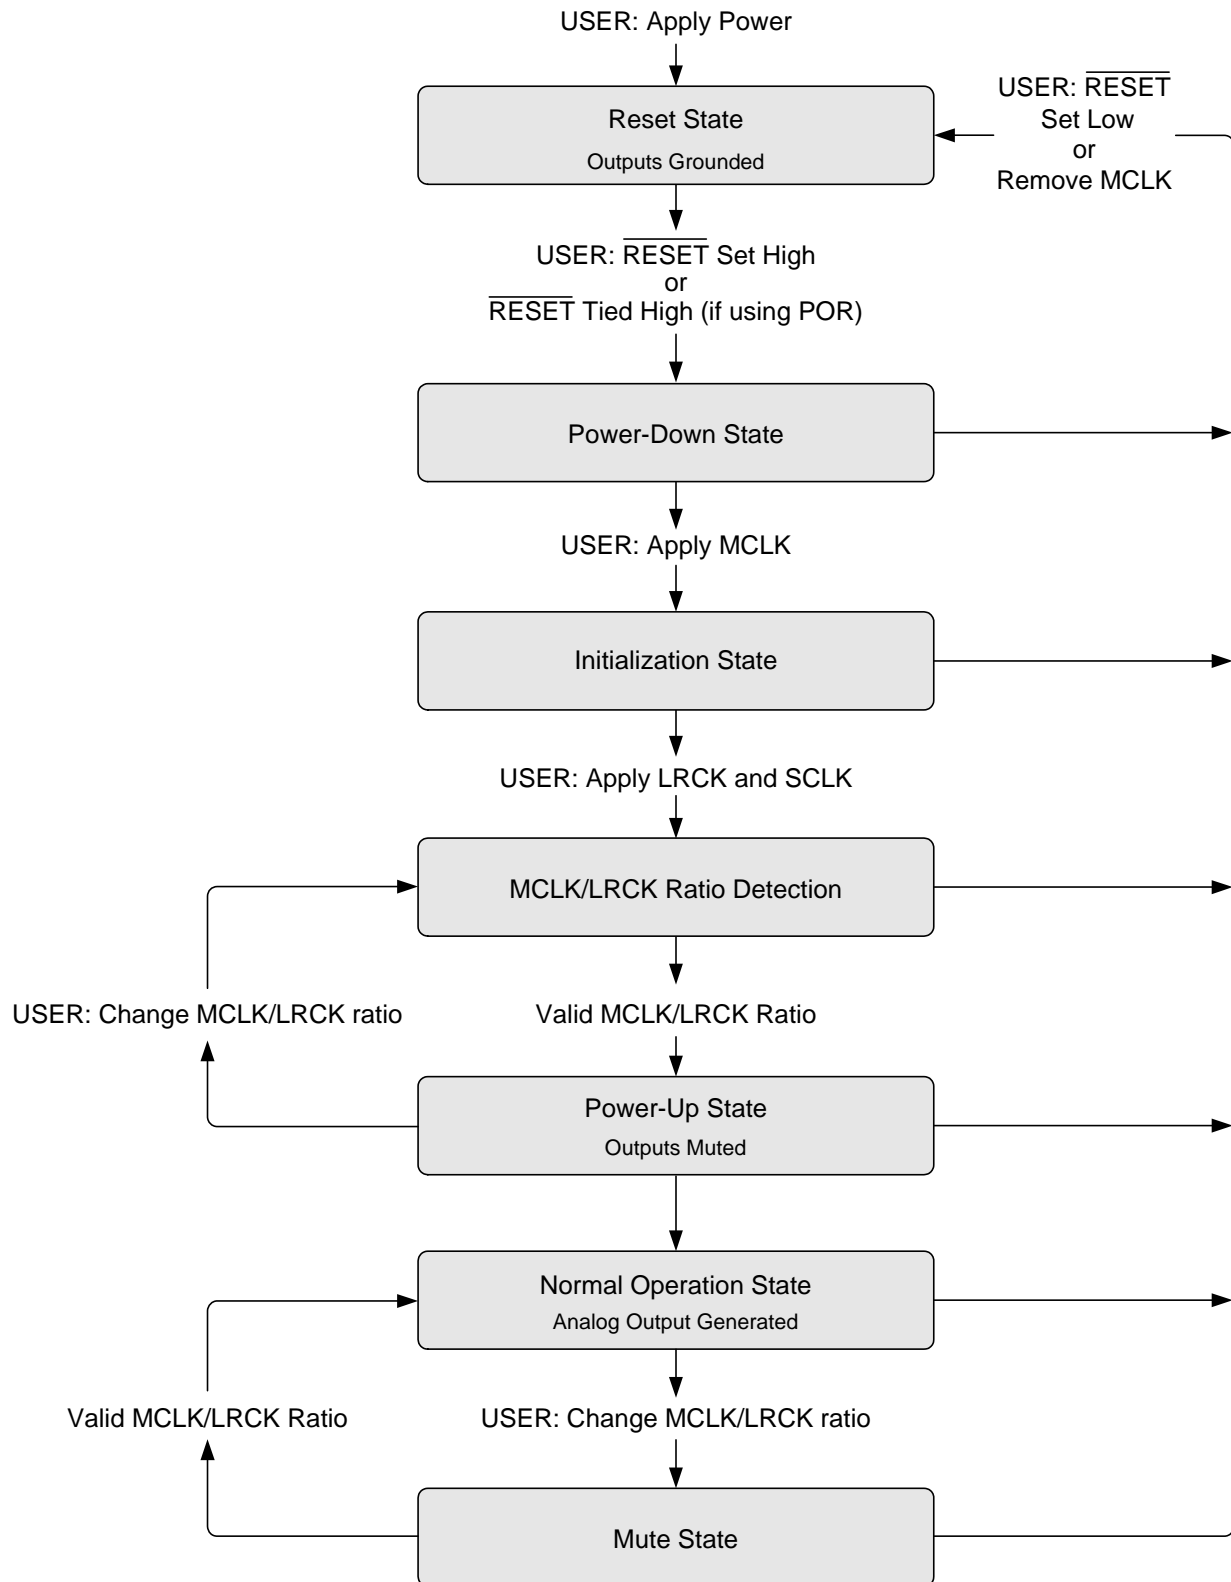 USER: Apply Power
Reset State
Outputs Grounded
USER: RESET
Set Low
or
Remove MCLK
USER: RESET Set High
or
RESET Tied High (if using POR)
Power-Down State
USER: Apply MCLK
Initialization State
USER: Apply LRCK and SCLK
MCLK/LRCK Ratio Detection
USER: Change MCLK/LRCK ratio
Valid MCLK/LRCK Ratio
Power-Up State
Outputs Muted
Normal Operation State
Analog Output Generated
Valid MCLK/LRCK Ratio
USER: Change MCLK/LRCK ratio
Mute State